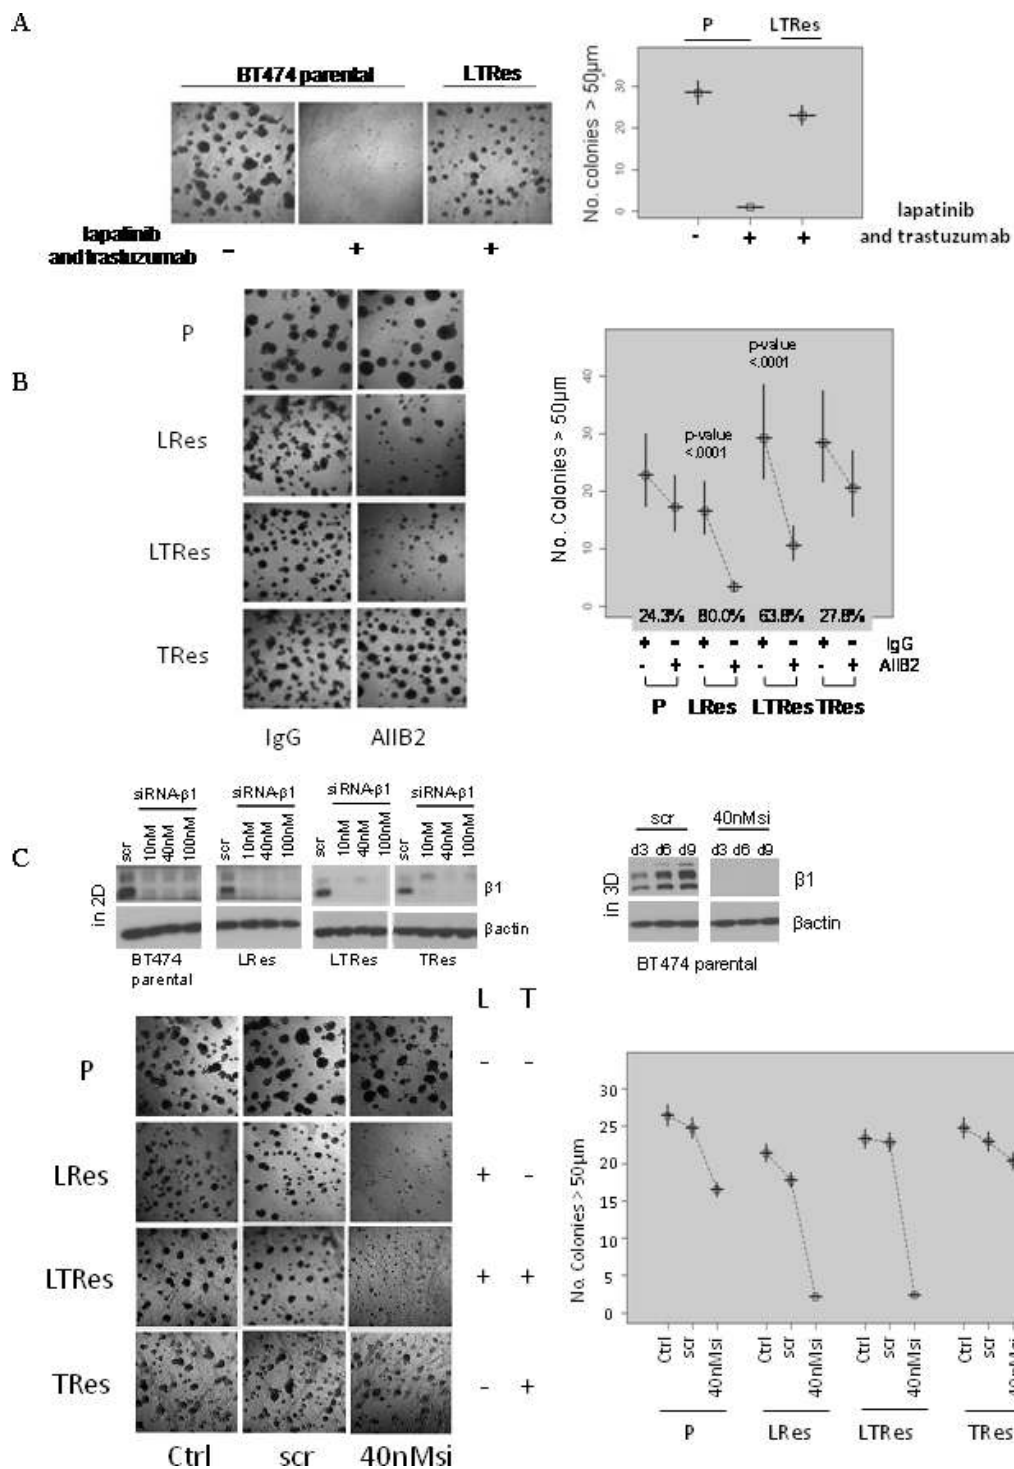 A
BT474 parental LTRes
lapatinib
and trastuzumab - + +
P LTRes
No. colonies > 50µm
30
20
10
0
- + +
lapatinib
and trastuzumab
B
P
LRes
LTRes
TRes
IgG AIIB2
No. Colonies > 50µm
40
30
20
10
0
p-value
<.0001
p-value
<.0001
24.3% 80.0% 63.8% 27.8%
+ - + - + - + - IgG
- + - + - + - + AIIB2
P LRes LTRes TRes
C
siRNA-β1 siRNA-β1 siRNA-β1 siRNA-β1
scr 10nM 40nM 100nM scr 10nM 40nM 100nM scr 10nM 40nM 100nM scr 10nM 40nM 100nM
in 2D
β1
βactin
BT474
parental
LRes LTRes TRes
scr 40nMsi
d3 d6 d9 d3 d6 d9
in 3D
β1
βactin
BT474 parental
L T
P - -
LRes + -
LTRes + +
TRes - +
Ctrl scr 40nMsi
No. Colonies > 50µm
30
25
20
15
10
5
0
Ctrl scr 40nMsi Ctrl scr 40nMsi Ctrl scr 40nMsi Ctrl scr 40nMsi
P LRes LTRes TRes